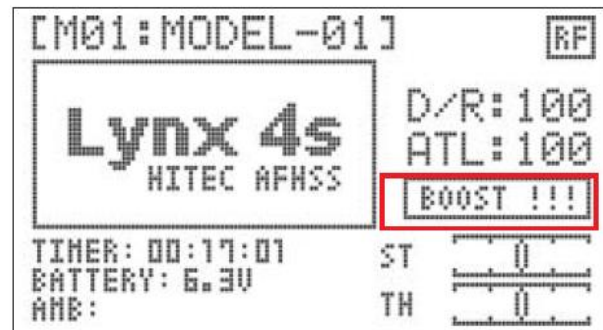 [M01:MODEL-01]
RF
Lynx 4s
HITEC AFHSS
D/R:100
ATL:100
BOOST !!!
TIMER: 00:17:01
BATTERY: 6.3V
AMB:
ST 0
TH 0